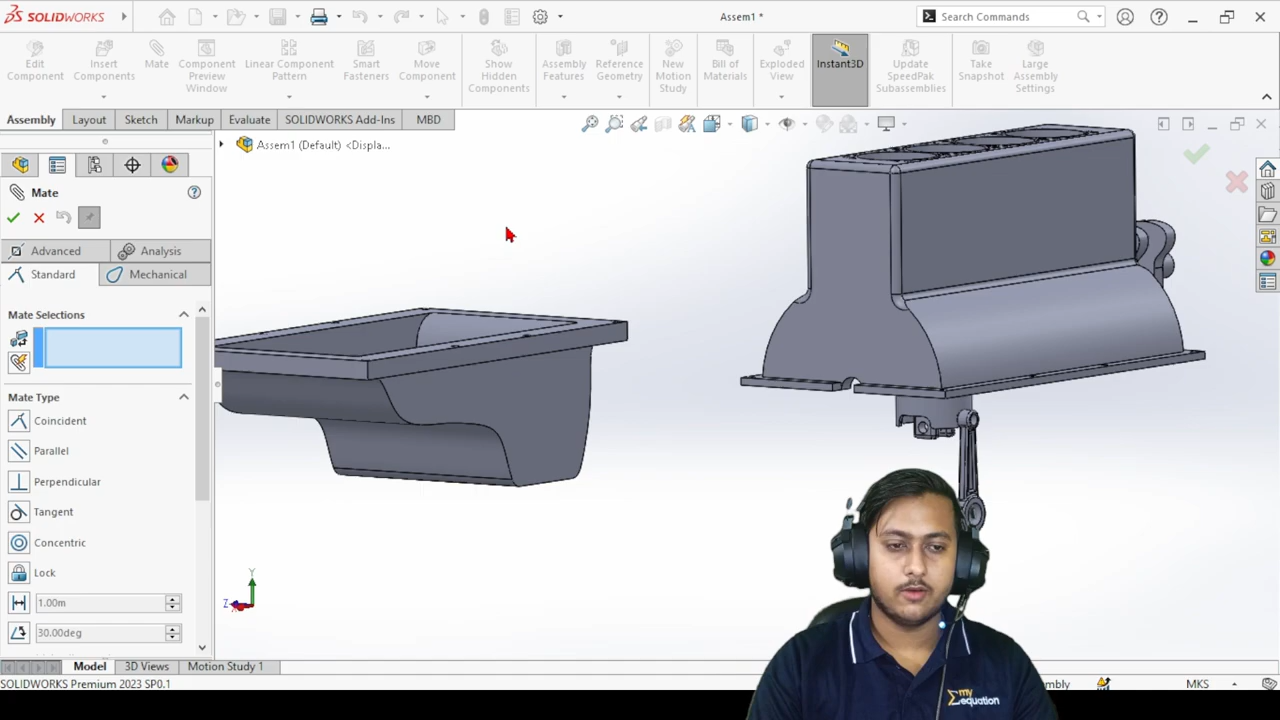 SOLIDWORKS
Assem1 *
Search Commands
Edit Component
Insert Components
Mate
Component Preview Window
Linear Component Pattern
Smart Fasteners
Move Component
Show Hidden Components
Assembly Features
Reference Geometry
New Motion Study
Bill of Materials
Exploded View
Instant3D
Update SpeedPak Subassemblies
Take Snapshot
Large Assembly Settings
Assembly
Layout
Sketch
Markup
Evaluate
SOLIDWORKS Add-Ins
MBD
Assem1 (Default) <Displa...
Mate
Advanced
Analysis
Standard
Mechanical
Mate Selections
Mate Type
Coincident
Parallel
Perpendicular
Tangent
Concentric
Lock
1.00m
30.00deg
Y
Z
my equation
Model
3D Views
Motion Study 1
SOLIDWORKS Premium 2023 SP0.1
embly
MKS